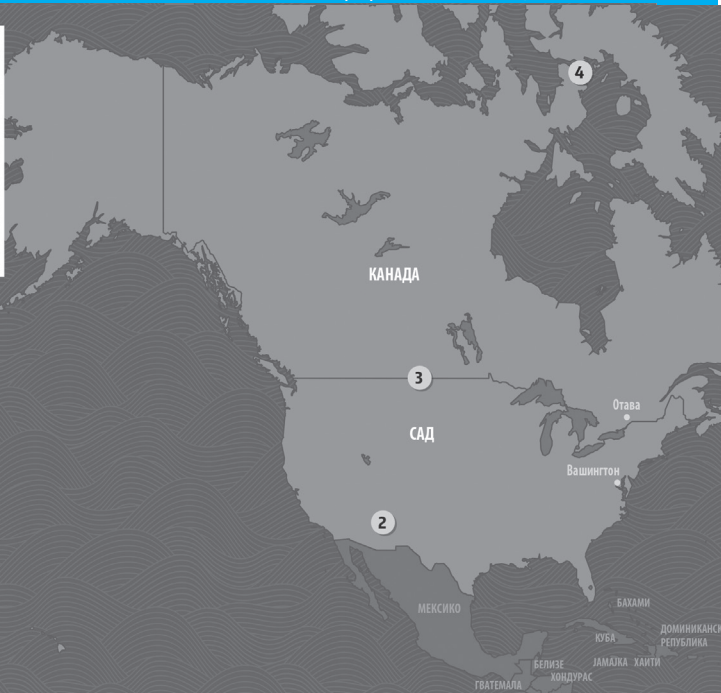 4
КАНАДА
3
Отава
САД
Вашингтон
2
БАХАМИ
МЕКСИКО
ДОМИНИКАНСК
КУБА
РЕПУБЛИКА
БЕЛИЗЕ
ЈАМАЈКА
ХАИТИ
ХОНДУРАС
ГВАТЕМАЛА